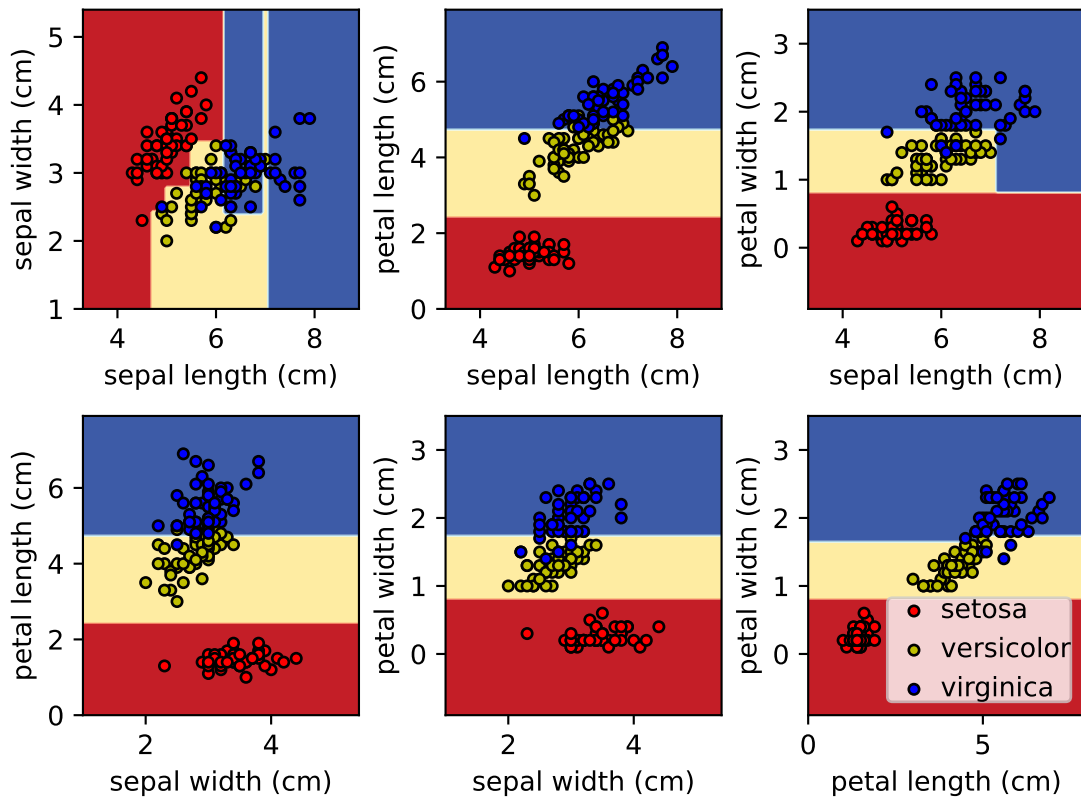 5
4
3
2
1
sepal width (cm)
4
6
8
sepal length (cm)
6
4
2
0
petal length (cm)
4
6
8
sepal length (cm)
3
2
1
0
petal width (cm)
4
6
8
sepal length (cm)
6
4
2
0
petal length (cm)
2
4
sepal width (cm)
3
2
1
0
petal width (cm)
2
4
sepal width (cm)
3
2
1
0
petal width (cm)
0
5
petal length (cm)
setosa
versicolor
virginica